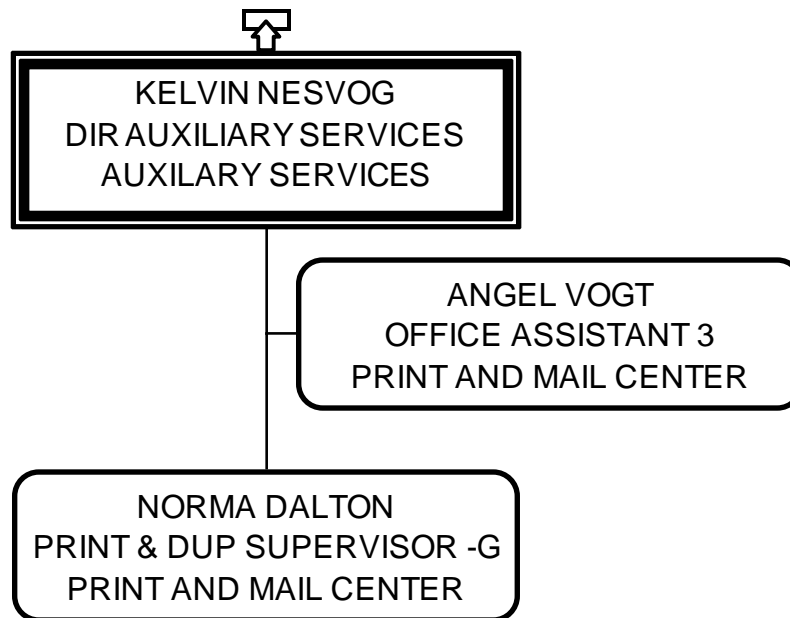 KELVIN NESVOG
DIR AUXILIARY SERVICES
AUXILARY SERVICES
ANGEL VOGT
OFFICE ASSISTANT 3
PRINT AND MAIL CENTER
NORMA DALTON
PRINT & DUP SUPERVISOR -G
PRINT AND MAIL CENTER